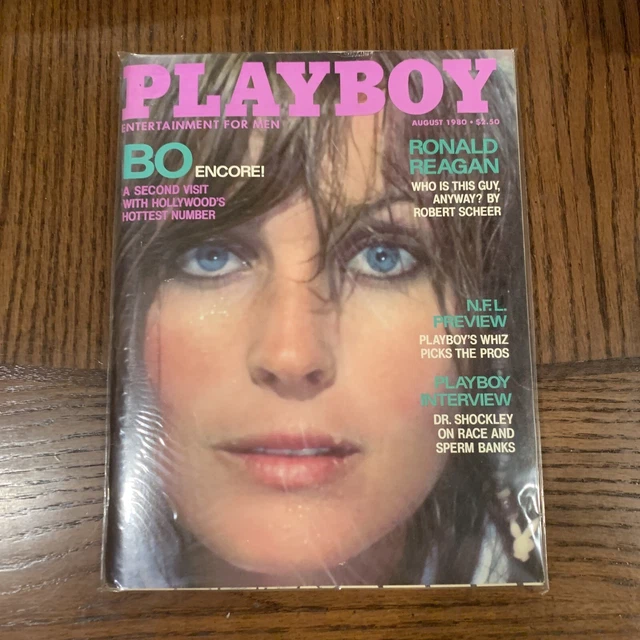 PLAYBOY
ENTERTAINMENT FOR MEN
AUGUST 1980 • $2.50
BO ENCORE!
A SECOND VISIT
WITH HOLLYWOOD'S
HOTTEST NUMBER
RONALD
REAGAN
WHO IS THIS GUY,
ANYWAY? BY
ROBERT SCHEER
N.F.L.
PREVIEW
PLAYBOY'S WHIZ
PICKS THE PROS
PLAYBOY
INTERVIEW
DR. SHOCKLEY
ON RACE AND
SPERM BANKS